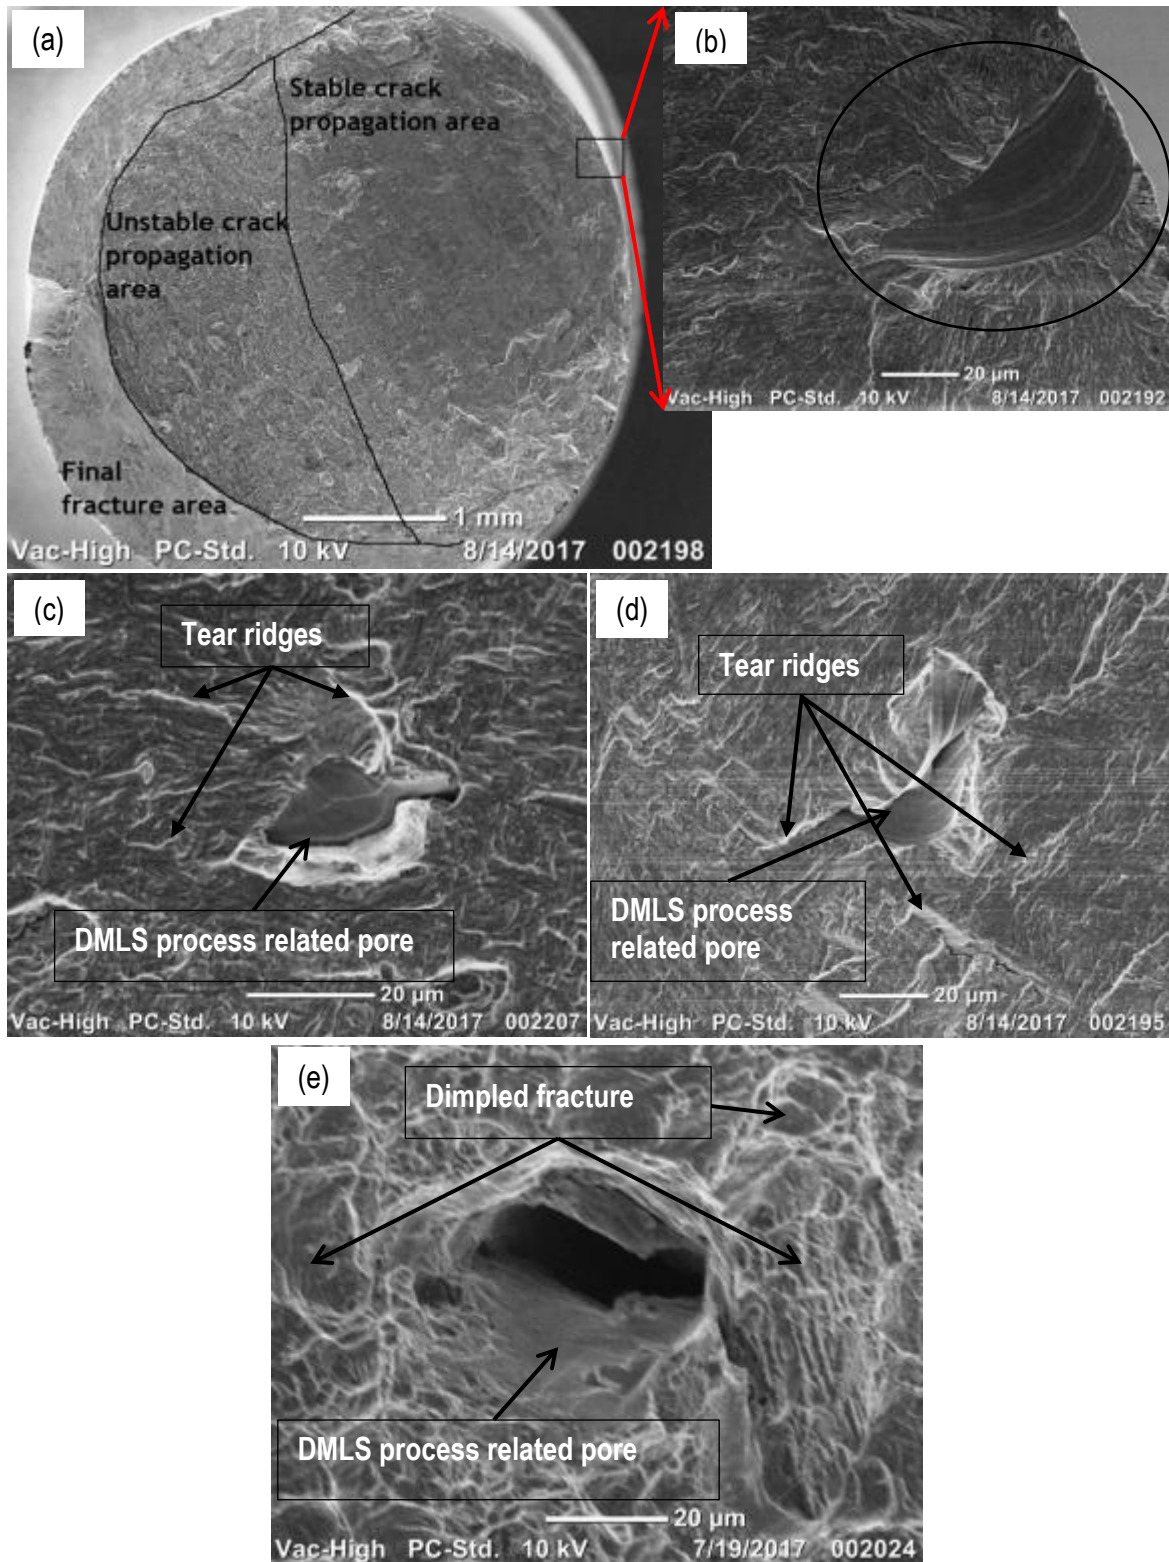 (a)
Stable crack
propagation area
Unstable crack
propagation
area
Final
fracture area
1 mm
Vac-High PC-Std. 10 kV 8/14/2017 002198
(b)
20 µm
Vac-High PC-Std. 10 kV 8/14/2017 002192
(c)
Tear ridges
DMLS process related pore
20 µm
Vac-High PC-Std. 10 kV 8/14/2017 002207
(d)
Tear ridges
DMLS process
related pore
20 µm
Vac-High PC-Std. 10 kV 8/14/2017 002195
(e)
Dimpled fracture
DMLS process related pore
20 µm
Vac-High PC-Std. 10 kV 7/19/2017 002024